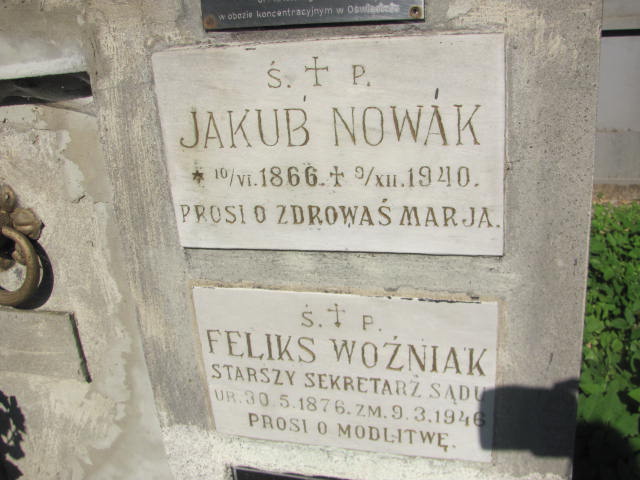 w obozie koncentracyjnym w Oświęcimiu
Ś. † P.
JAKUB NOWAK
* 10/VI. 1866. † 9/XII. 1940.
PROSI O ZDROWAŚ MARJA.
Ś. † P.
FELIKS WOŹNIAK
STARSZY SEKRETARZ SĄDU
UR. 30.5.1876. ZM. 9.3.1946
PROSI O MODLITWĘ.